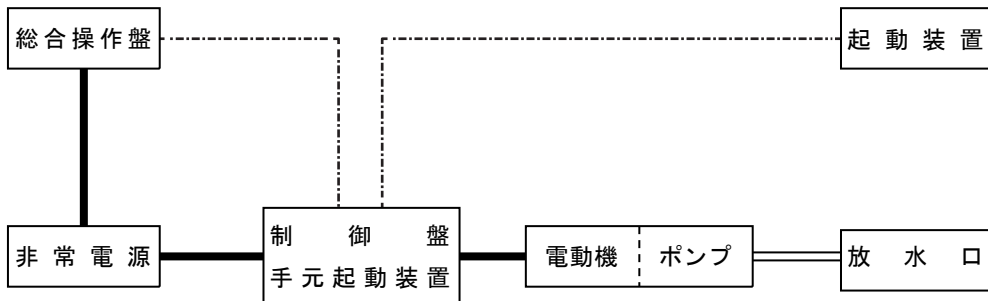 総合操作盤
起動装置
非常電源
制御盤
手元起動装置
電動機
ポンプ
放水口